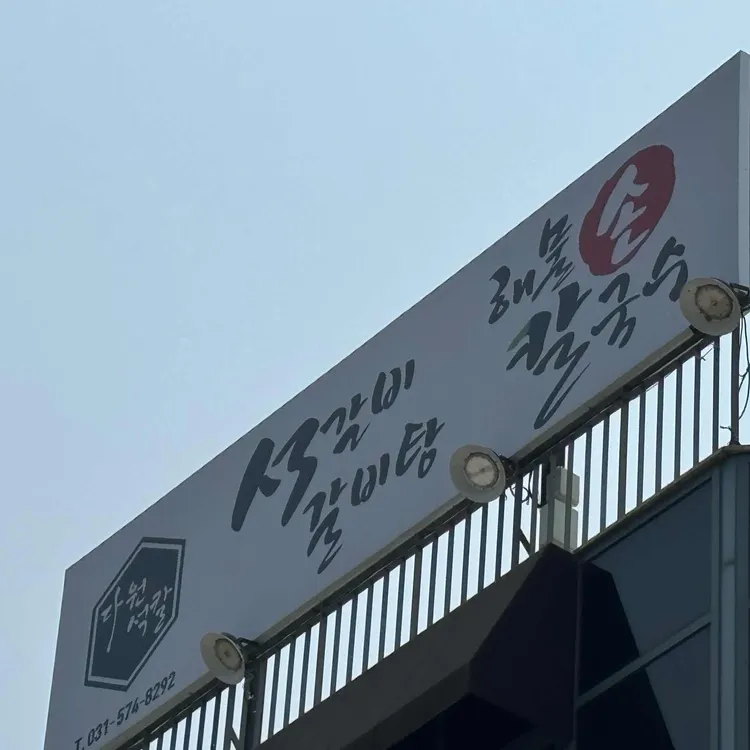 다원
석갈
T. 031-574-8292
석갈비
갈비탕
해물손
칼국수